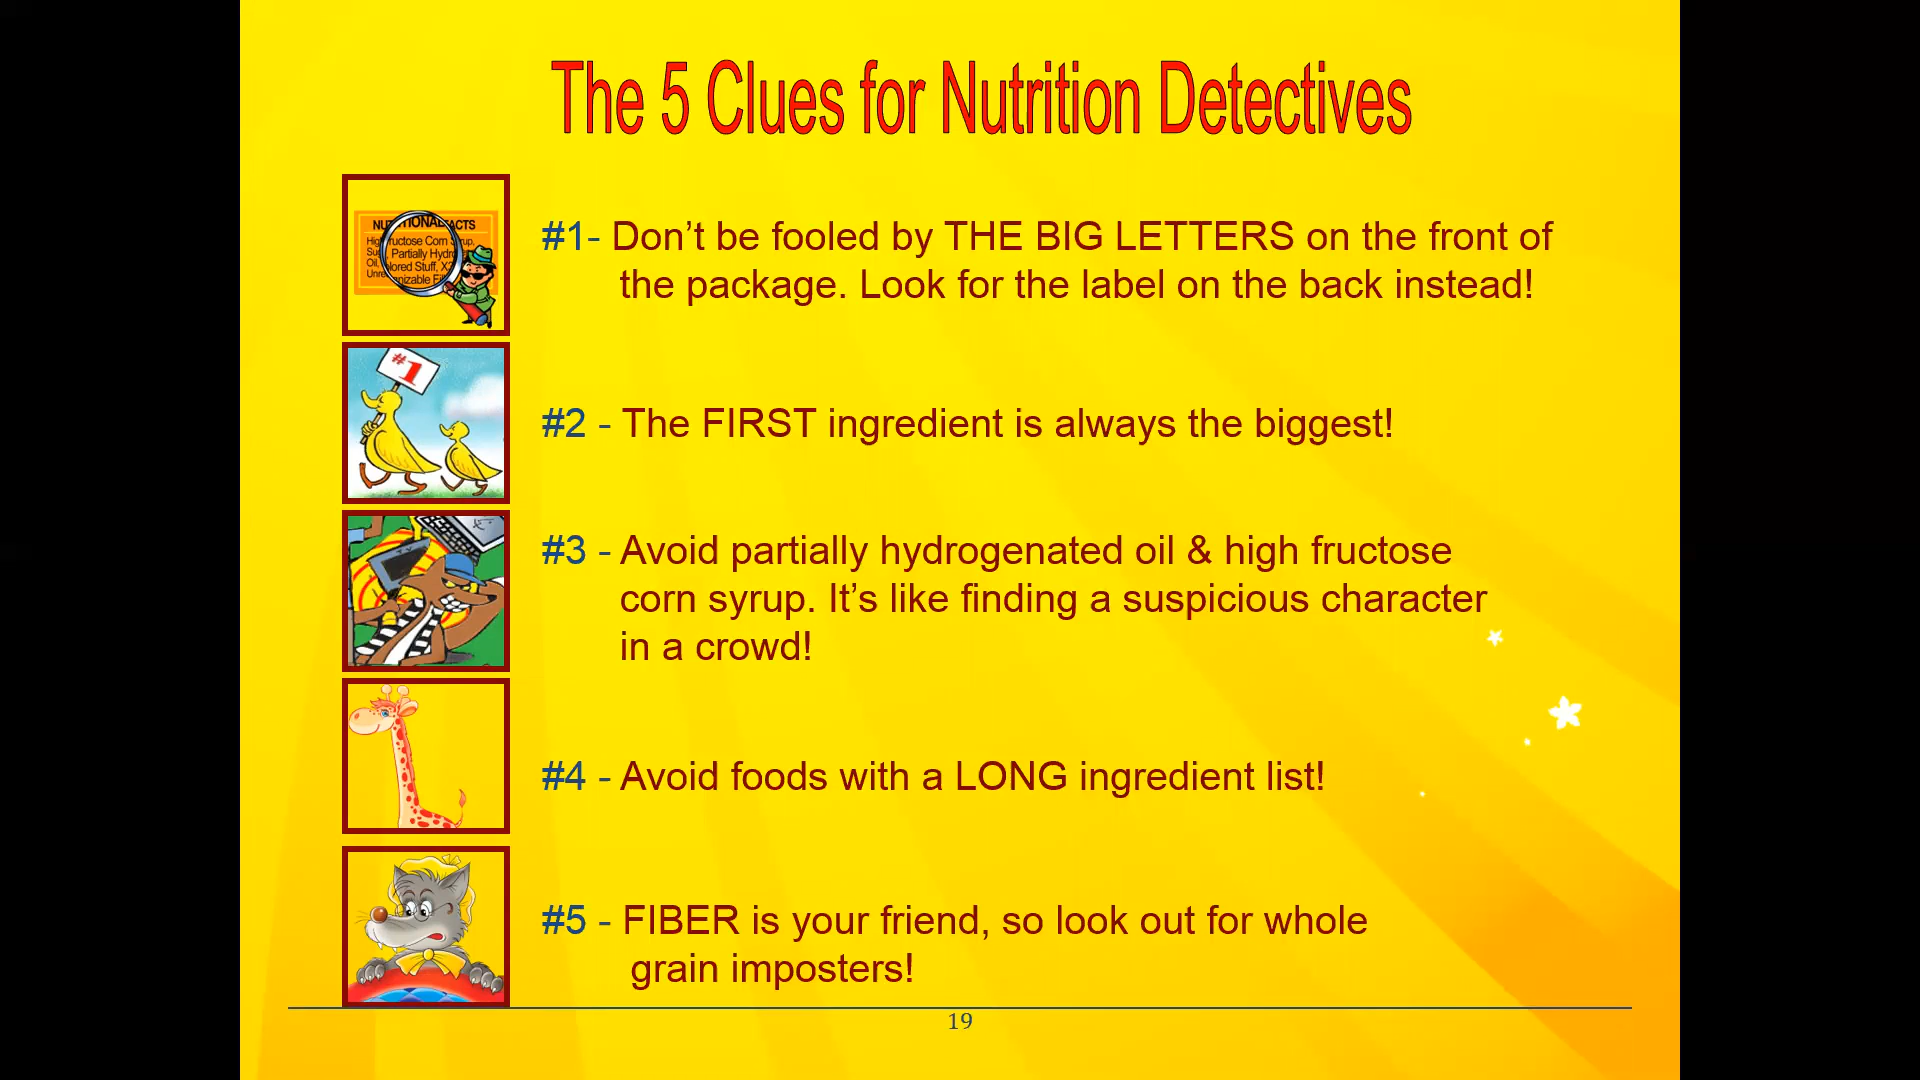 The 5 Clues for Nutrition Detectives
NUTRITIONAL FACTS
#1- Don’t be fooled by THE BIG LETTERS on the front of
the package. Look for the label on the back instead!
#1
#2 - The FIRST ingredient is always the biggest!
#3 - Avoid partially hydrogenated oil & high fructose
corn syrup. It’s like finding a suspicious character
in a crowd!
#4 - Avoid foods with a LONG ingredient list!
#5 - FIBER is your friend, so look out for whole
grain imposters!
19